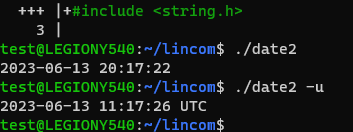 +++ |+#include <string.h>
3 |
test@LEGIONY540:~/lincom$ ./date2
2023-06-13 20:17:22
test@LEGIONY540:~/lincom$ ./date2 -u
2023-06-13 11:17:26 UTC
test@LEGIONY540:~/lincom$